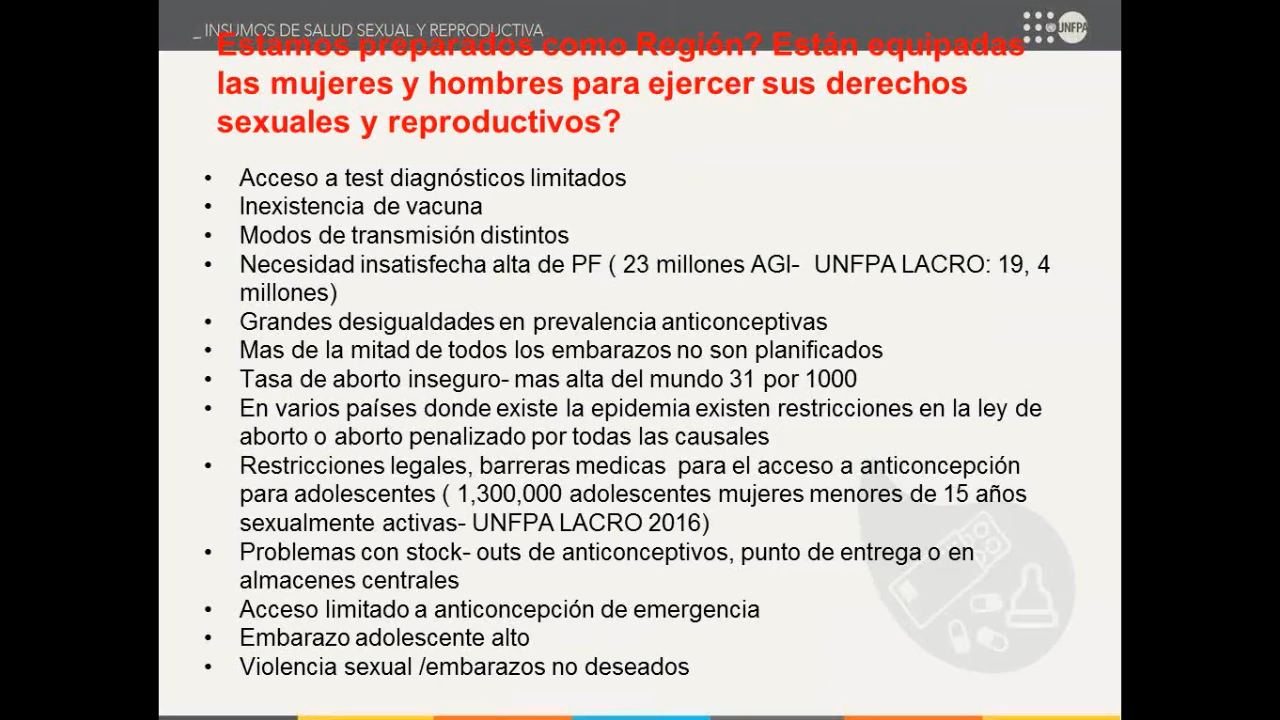 _ INSUMOS DE SALUD SEXUAL Y REPRODUCTIVA
UNFPA
Estamos preparados como Región? Están equipadas
las mujeres y hombres para ejercer sus derechos
sexuales y reproductivos?
• Acceso a test diagnósticos limitados
• Inexistencia de vacuna
• Modos de transmisión distintos
• Necesidad insatisfecha alta de PF ( 23 millones AGI- UNFPA LACRO: 19, 4
millones)
• Grandes desigualdades en prevalencia anticonceptivas
• Mas de la mitad de todos los embarazos no son planificados
• Tasa de aborto inseguro- mas alta del mundo 31 por 1000
• En varios países donde existe la epidemia existen restricciones en la ley de
aborto o aborto penalizado por todas las causales
• Restricciones legales, barreras medicas para el acceso a anticoncepción
para adolescentes ( 1,300,000 adolescentes mujeres menores de 15 años
sexualmente activas- UNFPA LACRO 2016)
• Problemas con stock- outs de anticonceptivos, punto de entrega o en
almacenes centrales
• Acceso limitado a anticoncepción de emergencia
• Embarazo adolescente alto
• Violencia sexual /embarazos no deseados